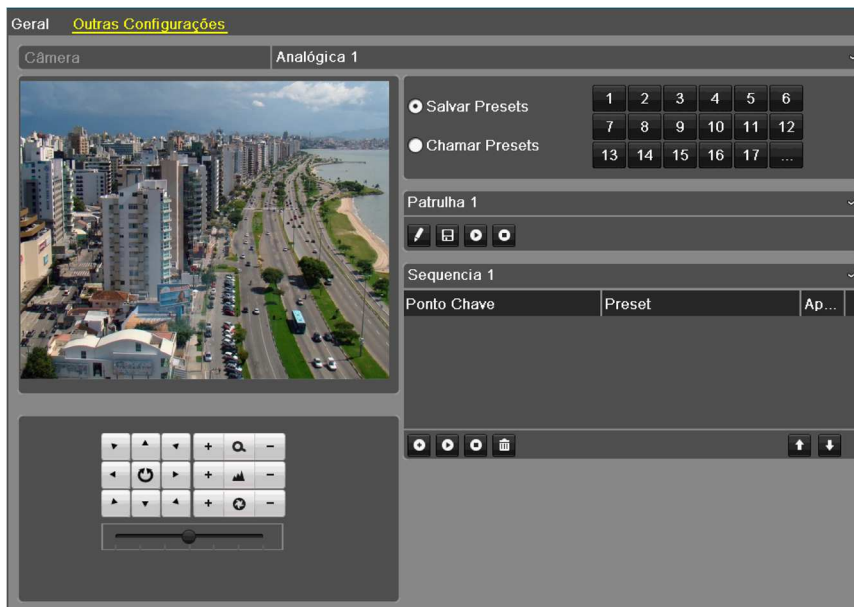 Geral Outras Configurações
Câmera Analógica 1
Salvar Presets
Chamar Presets
1 2 3 4 5 6
7 8 9 10 11 12
13 14 15 16 17 ...
Patrulha 1
Sequencia 1
Ponto Chave Preset Ap...